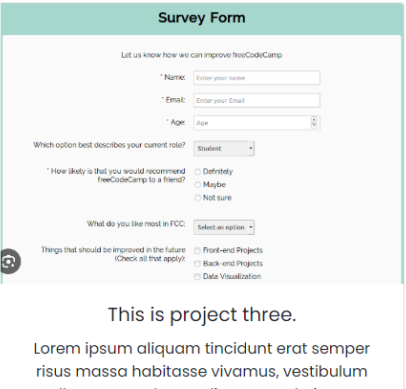 Survey Form
Let us know how we can improve freeCodeCamp
* Name:
Enter your name
* Email:
Enter your Email
* Age:
Age
Which option best describes your current role?
Student
* How likely is that you would recommend
freeCodeCamp to a friend?
Definitely
Maybe
Not sure
What do you like most in FCC:
Select an option
Things that should be improved in the future
(Check all that apply):
Front-end Projects
Back-end Projects
Data Visualization
This is project three.
Lorem ipsum aliquam tincidunt erat semper
risus massa habitasse vivamus, vestibulum